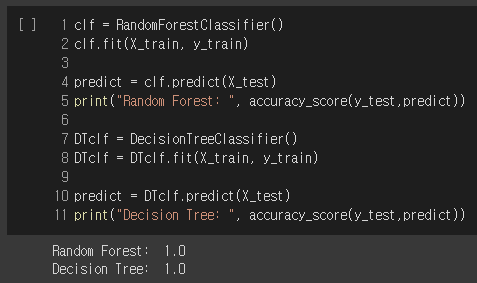 [ ] 1 clf = RandomForestClassifier()
2 clf.fit(X_train, y_train)
3
4 predict = clf.predict(X_test)
5 print("Random Forest: ", accuracy_score(y_test,predict))
6
7 DTclf = DecisionTreeClassifier()
8 DTclf = DTclf.fit(X_train, y_train)
9
10 predict = DTclf.predict(X_test)
11 print("Decision Tree: ", accuracy_score(y_test,predict))
Random Forest:  1.0
Decision Tree:  1.0